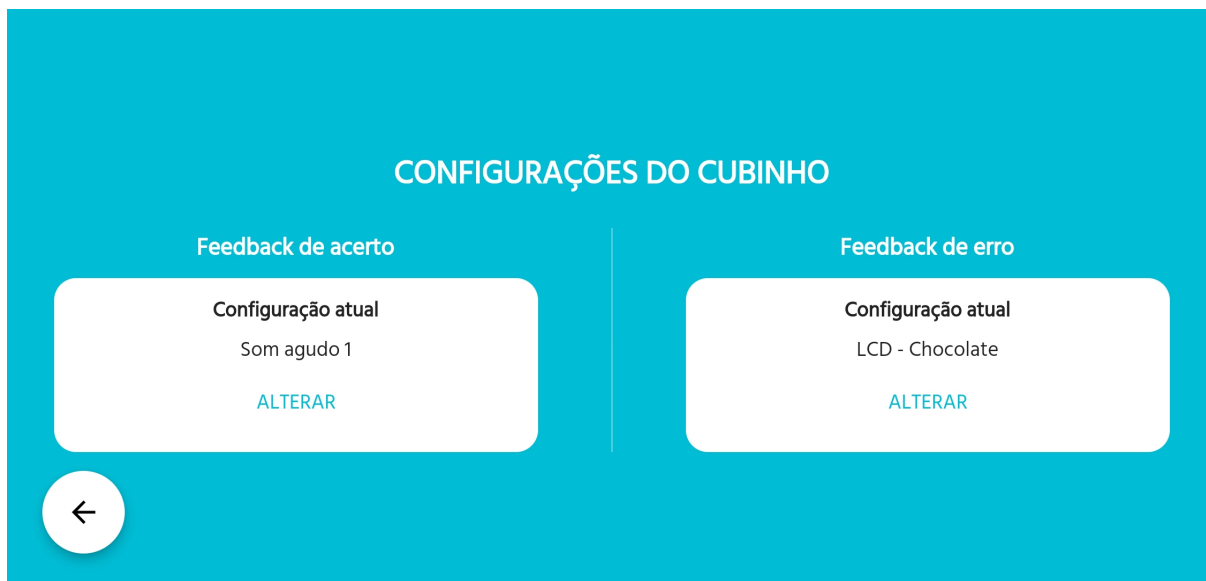 CONFIGURAÇÕES DO CUBINHO
Feedback de acerto
Configuração atual
Som agudo 1
ALTERAR
Feedback de erro
Configuração atual
LCD - Chocolate
ALTERAR